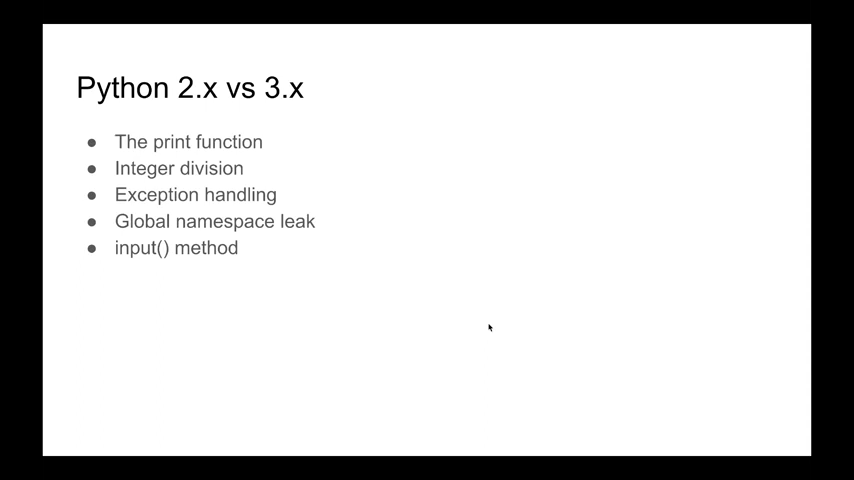 Python 2.x vs 3.x
● The print function
● Integer division
● Exception handling
● Global namespace leak
● input() method